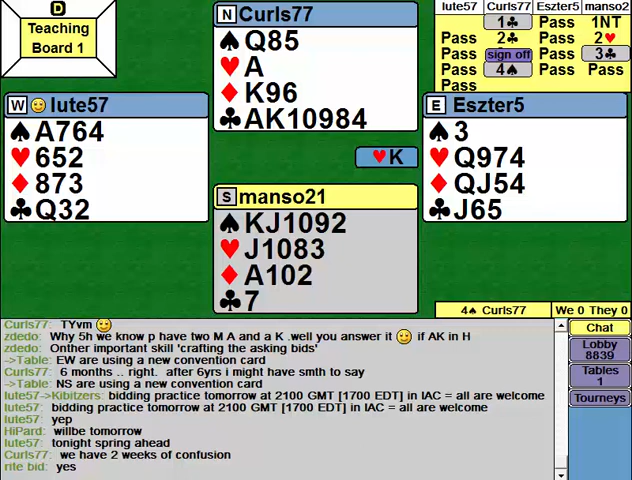 D
Teaching
Board 1
N Curls77
♠Q85
♥A
♦K96
♣AK10984
lute57 Curls77 Eszter5 manso2
1♣ Pass 1NT
Pass 2♣ Pass 2♥
Pass sign off Pass 3♣
Pass 4♠ Pass Pass
Pass
W lute57
♠A764
♥652
♦873
♣Q32
♥K
E Eszter5
♠3
♥Q974
♦QJ54
♣J65
S manso21
♠KJ1092
♥J1083
♦A102
♣7
4♠ Curls77 We 0 They 0
Curls77: TYvm
zdedo: Why 5h we know p have two M A and a K .well you answer it if AK in H
zdedo: Onther important skill 'crafting the asking bids'
->Table: EW are using a new convention card
Curls77: 6 months .. right. after 6yrs i might have smth to say
->Table: NS are using a new convention card
lute57->Kibitzers: bidding practice tomorrow at 2100 GMT [1700 EDT] in IAC = all are welcome
lute57: bidding practice tomorrow at 2100 GMT [1700 EDT] in IAC = all are welcome
lute57: yep
HiPard: willbe tomorrow
lute57: tonight spring ahead
Curls77: we have 2 weeks of confusion
rite bid: yes
Chat
Lobby
8839
Tables
1
Tourneys